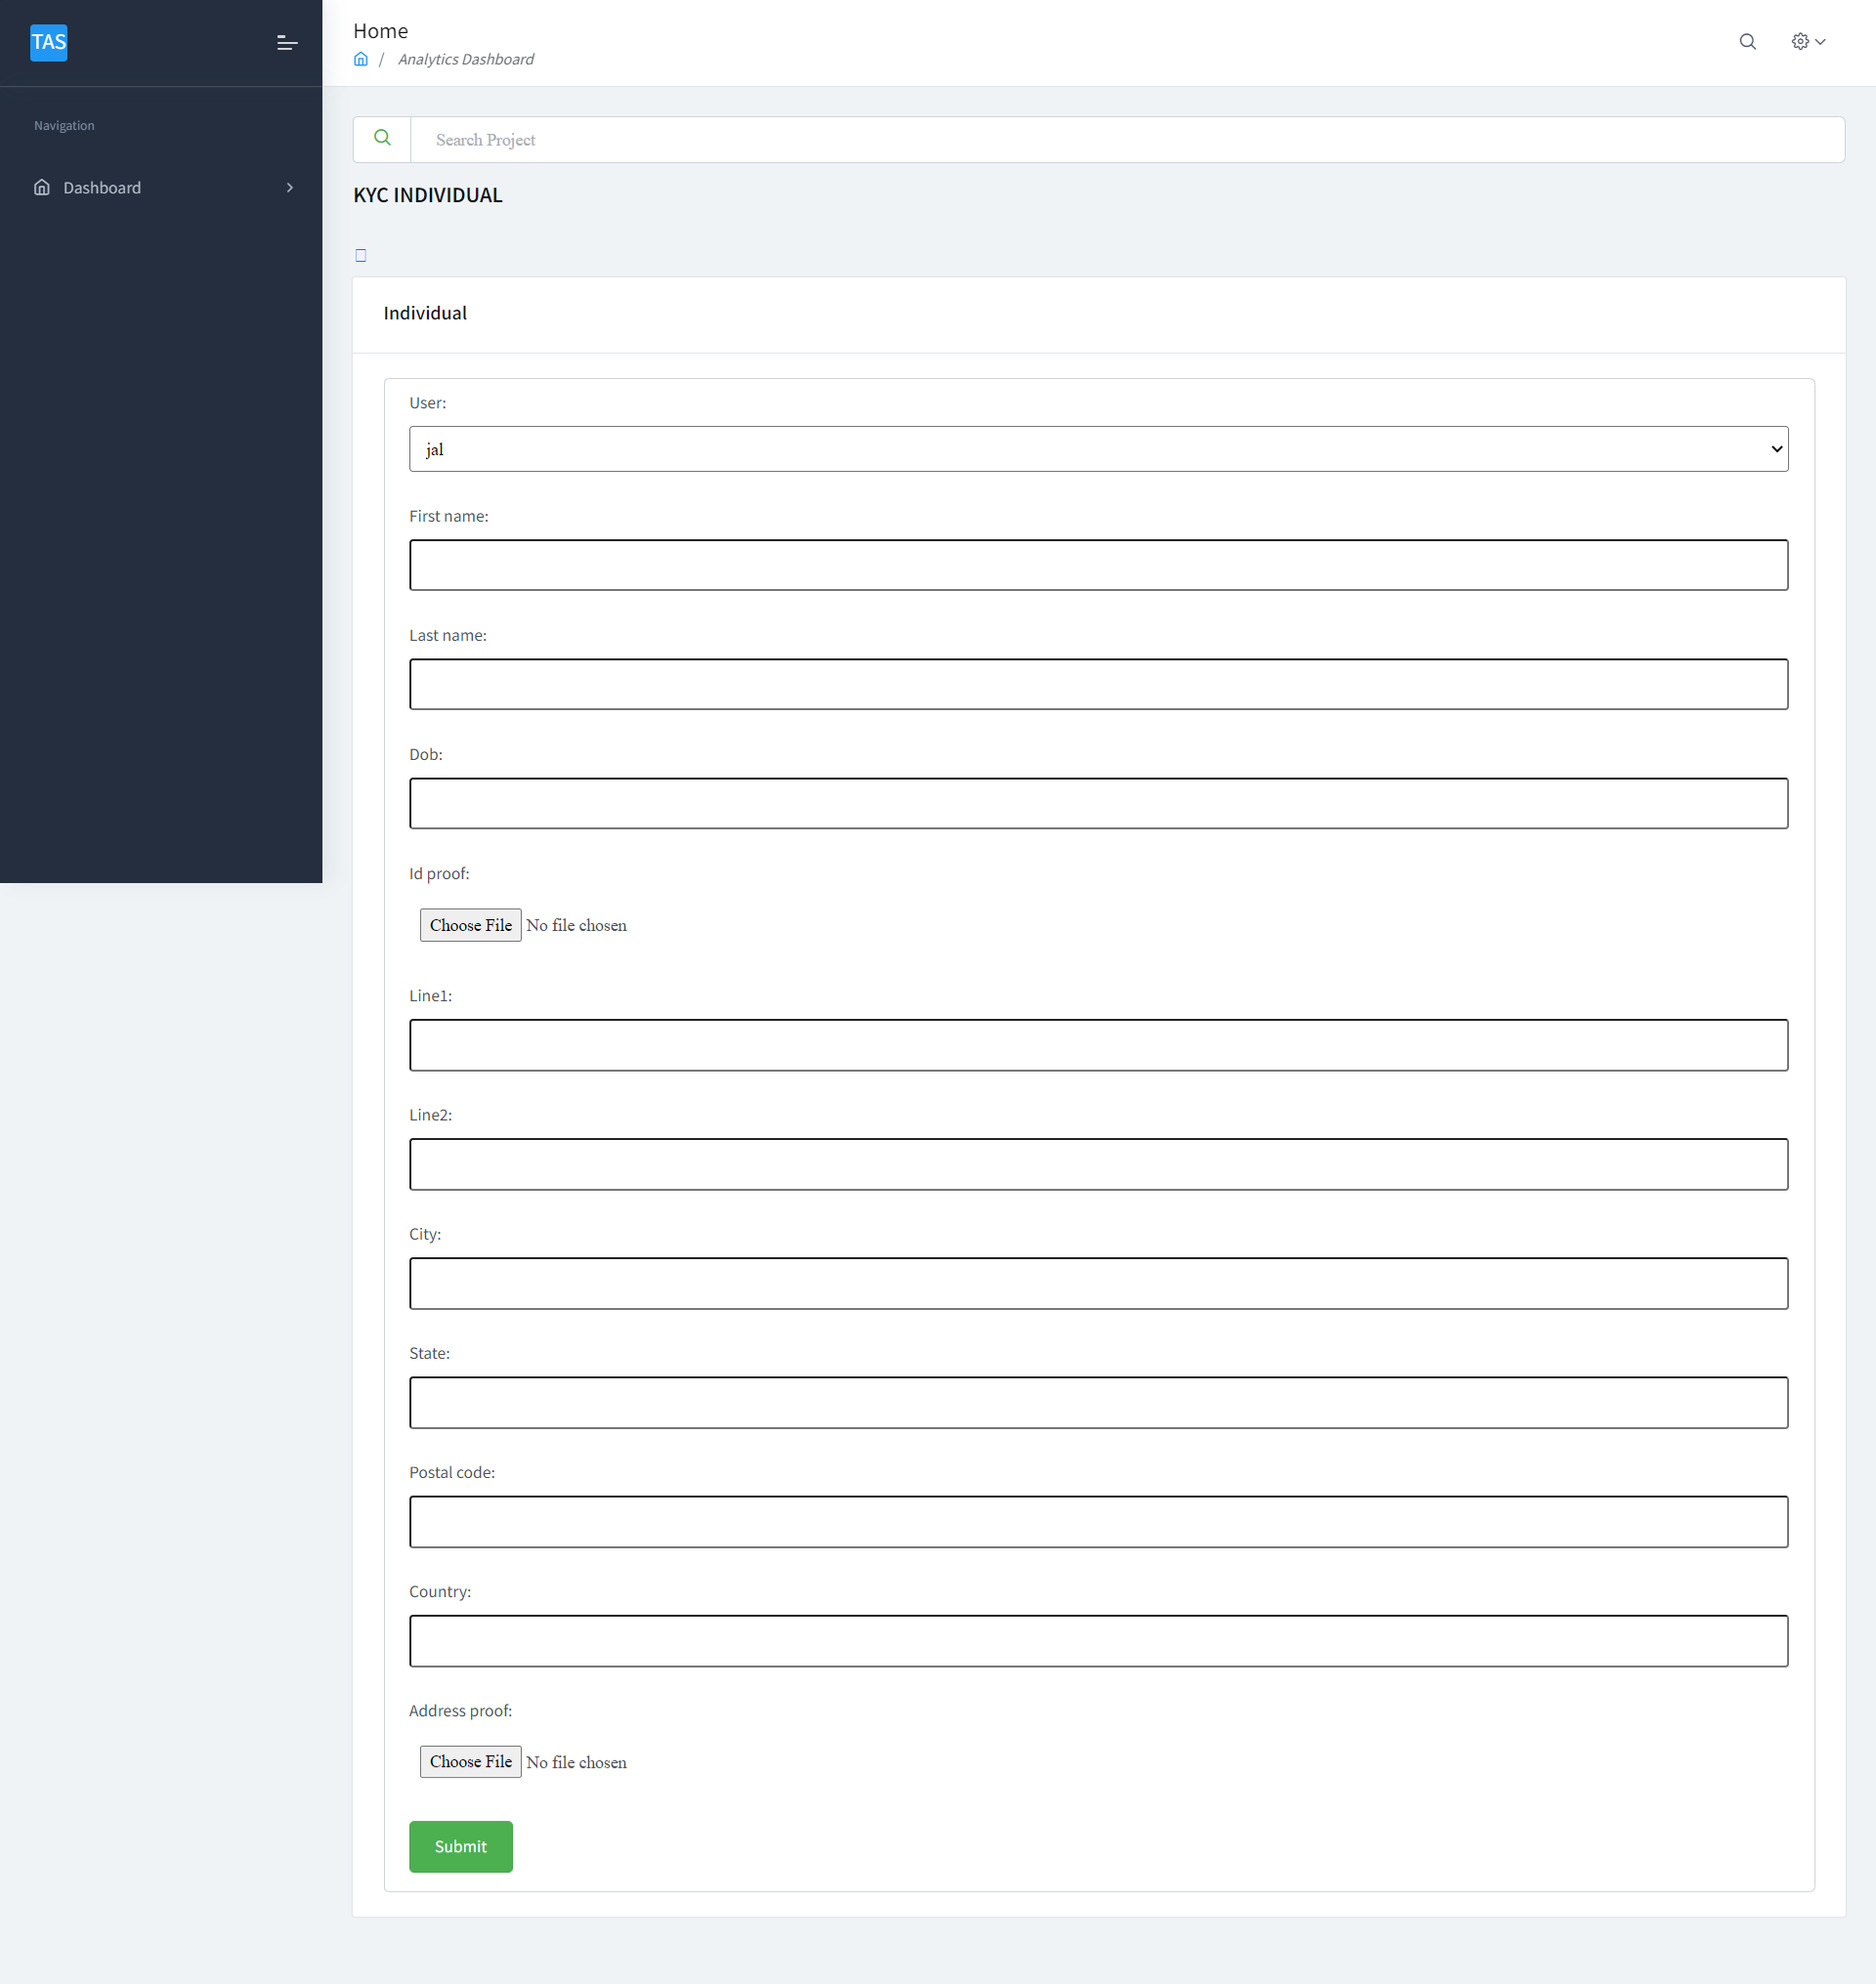 TAS
Home
/ Analytics Dashboard
Navigation
Dashboard
Search Project
KYC INDIVIDUAL
Individual
User:
jal
First name:
Last name:
Dob:
Id proof:
Choose File No file chosen
Line1:
Line2:
City:
State:
Postal code:
Country:
Address proof:
Choose File No file chosen
Submit